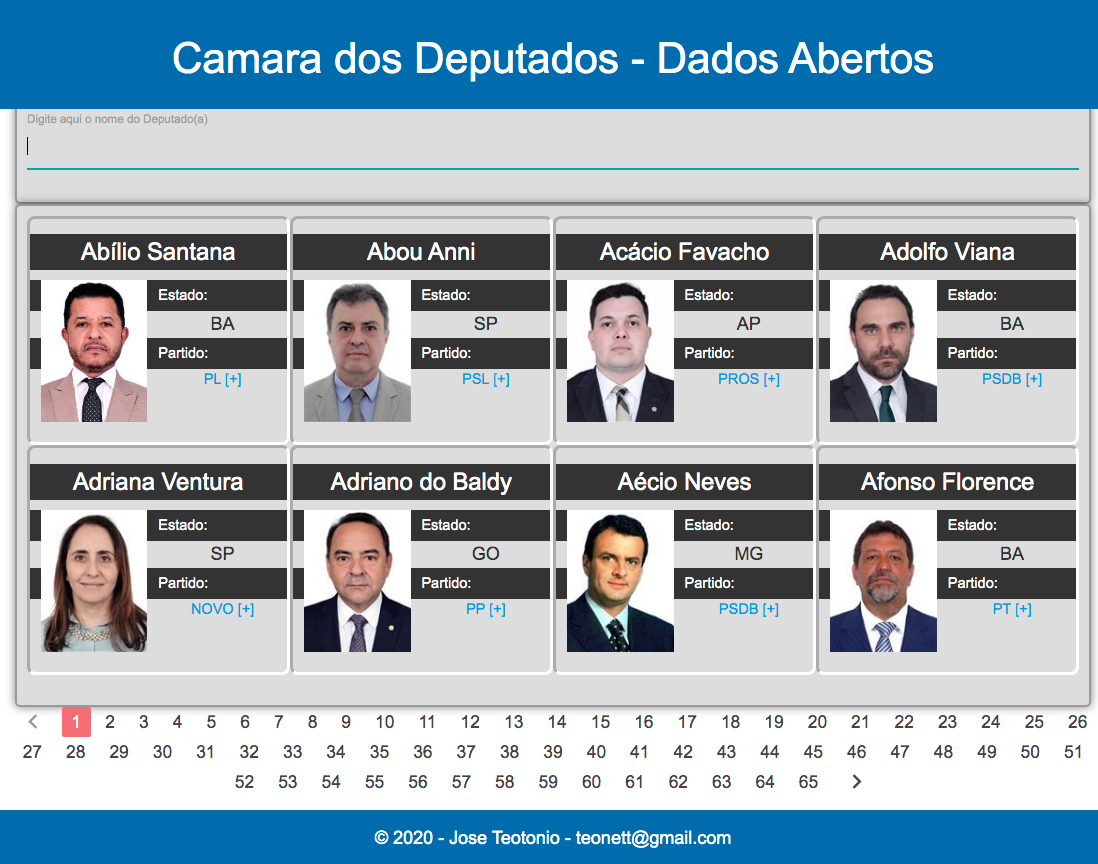 Camara dos Deputados - Dados Abertos
Digite aqui o nome do Deputado(a)
Abílio Santana
Estado:
BA
Partido:
PL [+]
Abou Anni
Estado:
SP
Partido:
PSL [+]
Acácio Favacho
Estado:
AP
Partido:
PROS [+]
Adolfo Viana
Estado:
BA
Partido:
PSDB [+]
Adriana Ventura
Estado:
SP
Partido:
NOVO [+]
Adriano do Baldy
Estado:
GO
Partido:
PP [+]
Aécio Neves
Estado:
MG
Partido:
PSDB [+]
Afonso Florence
Estado:
BA
Partido:
PT [+]
1 2 3 4 5 6 7 8 9 10 11 12 13 14 15 16 17 18 19 20 21 22 23 24 25 26
27 28 29 30 31 32 33 34 35 36 37 38 39 40 41 42 43 44 45 46 47 48 49 50 51
52 53 54 55 56 57 58 59 60 61 62 63 64 65
© 2020 - Jose Teotonio - teonett@gmail.com